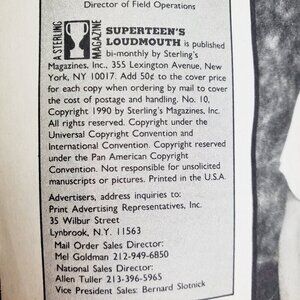 Director of Field Operations
A STERLING MAGAZINE
SUPERTEEN'S
LOUDMOUTH is published
bi-monthly by Sterling's
Magazines, Inc., 355 Lexington Avenue, New
York, NY 10017. Add 50¢ to the cover price
for each copy when ordering by mail to cover
the cost of postage and handling. No. 10,
Copyright 1990 by Sterling's Magazines, Inc.
All rights reserved. Copyright under the
Universal Copyright Convention and
International Convention. Copyright reserved
under the Pan American Copyright
Convention. Not responsible for unsolicited
manuscripts or pictures. Printed in the U.S.A.
Advertisers, address inquiries to:
Print Advertising Representatives, Inc.
35 Wilbur Street
Lynbrook, N.Y. 11563
Mail Order Sales Director:
Mel Goldman 212-949-6850
National Sales Director:
Allen Tuller 213-396-5965
Vice President Sales: Bernard Slotnick